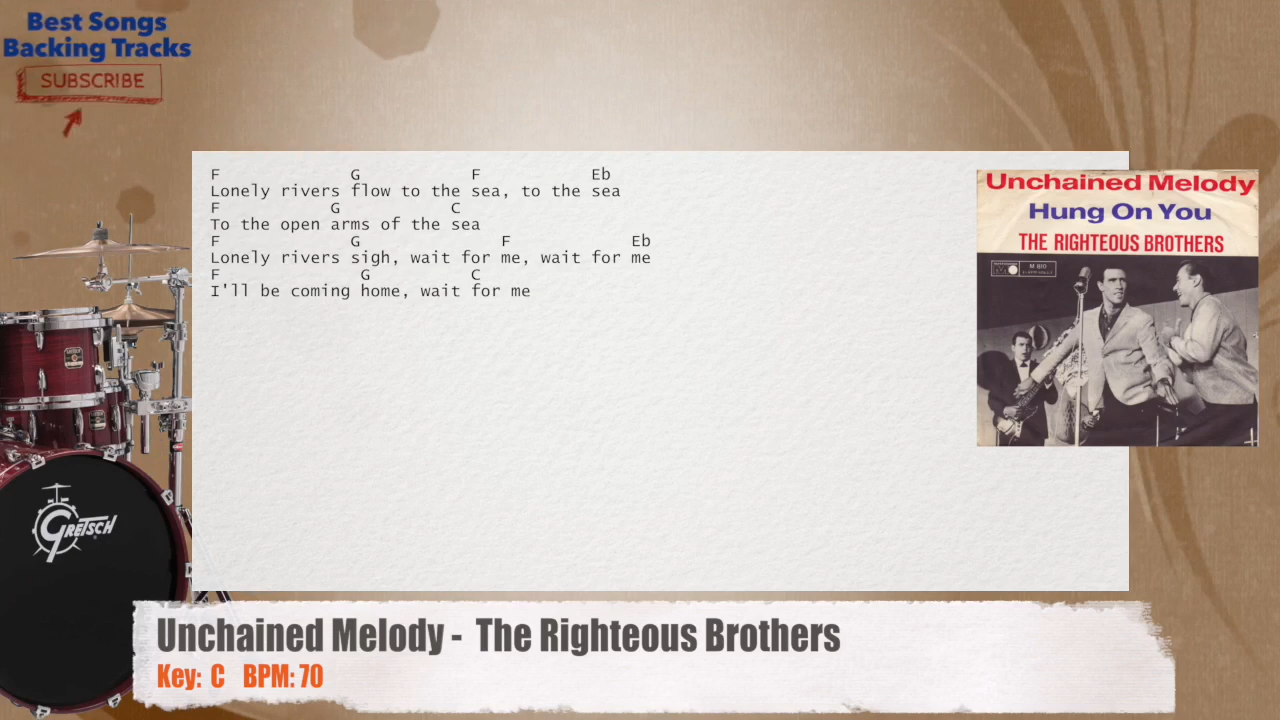 Best Songs
Backing Tracks
SUBSCRIBE
F G F Eb
Lonely rivers flow to the sea, to the sea
F G C
To the open arms of the sea
F G F Eb
Lonely rivers sigh, wait for me, wait for me
F G C
I'll be coming home, wait for me
Unchained Melody
Hung On You
THE RIGHTEOUS BROTHERS
M 810
GRETSCH
Unchained Melody - The Righteous Brothers
Key: C BPM: 70